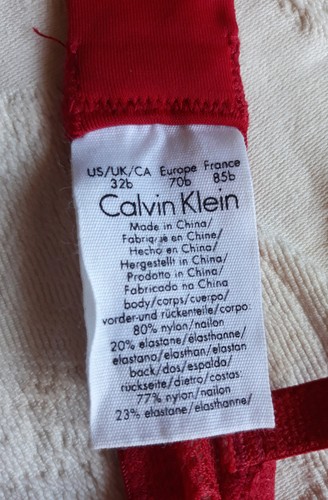 US/UK/CA Europe France
32b 70b 85b
Calvin Klein
Made in China/
Fabriqué en Chine/
Hecho en China/
Hergestellt in China/
Prodotto in China/
Fabricado na China
body/corps/cuerpo/
vorder-und rückenteile/corpo:
80% nylon/nailon
20% elastane/élasthanne/
elastano/elasthan/elastan
back/dos/espalda/
rückseite/dietro/costas:
77% nylon/nailon
23% elastane/élasthanne/